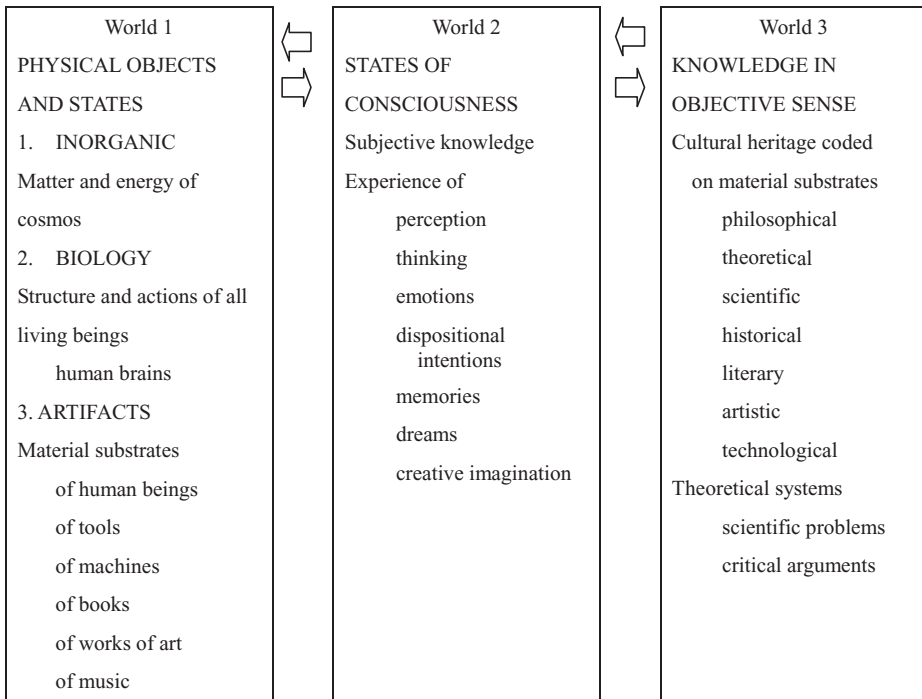 World 1
PHYSICAL OBJECTS
AND STATES
1. INORGANIC
Matter and energy of
cosmos
2. BIOLOGY
Structure and actions of all
living beings
human brains
3. ARTIFACTS
Material substrates
of human beings
of tools
of machines
of books
of works of art
of music
World 2
STATES OF
CONSCIOUSNESS
Subjective knowledge
Experience of
perception
thinking
emotions
dispositional
intentions
memories
dreams
creative imagination
World 3
KNOWLEDGE IN
OBJECTIVE SENSE
Cultural heritage coded
on material substrates
philosophical
theoretical
scientific
historical
literary
artistic
technological
Theoretical systems
scientific problems
critical arguments